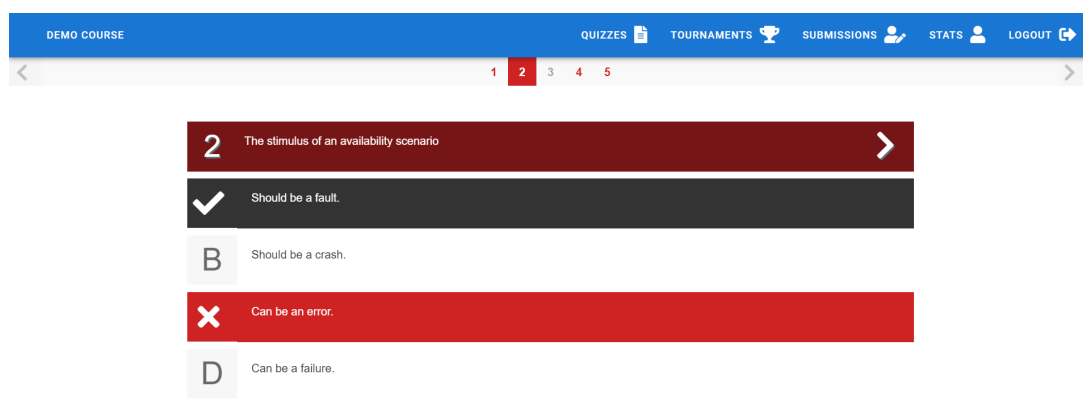 DEMO COURSE QUIZZES TOURNAMENTS SUBMISSIONS STATS LOGOUT
1 2 3 4 5
2 The stimulus of an availability scenario
Should be a fault.
B Should be a crash.
Can be an error.
D Can be a failure.